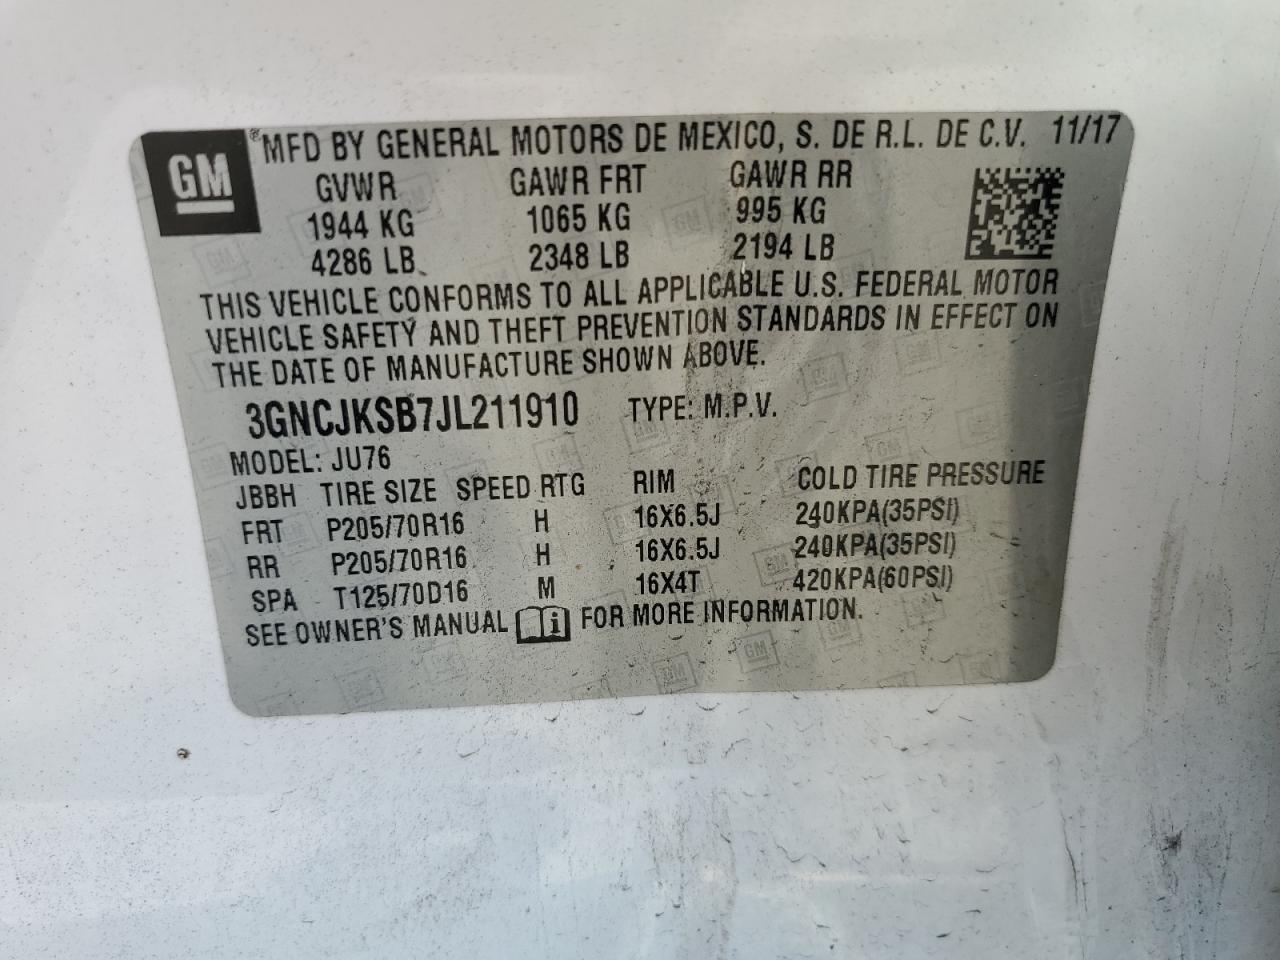 GM ® MFD BY GENERAL MOTORS DE MEXICO, S. DE R.L. DE C.V. 11/17
GVWR GAWR FRT GAWR RR
1944 KG 1065 KG 995 KG
4286 LB 2348 LB 2194 LB
THIS VEHICLE CONFORMS TO ALL APPLICABLE U.S. FEDERAL MOTOR
VEHICLE SAFETY AND THEFT PREVENTION STANDARDS IN EFFECT ON
THE DATE OF MANUFACTURE SHOWN ABOVE.
3GNCJKSB7JL211910 TYPE: M.P.V.
MODEL: JU76
JBBH TIRE SIZE SPEED RTG RIM COLD TIRE PRESSURE
FRT P205/70R16 H 16X6.5J 240KPA(35PSI)
RR P205/70R16 H 16X6.5J 240KPA(35PSI)
SPA T125/70D16 M 16X4T 420KPA(60PSI)
SEE OWNER'S MANUAL i FOR MORE INFORMATION.